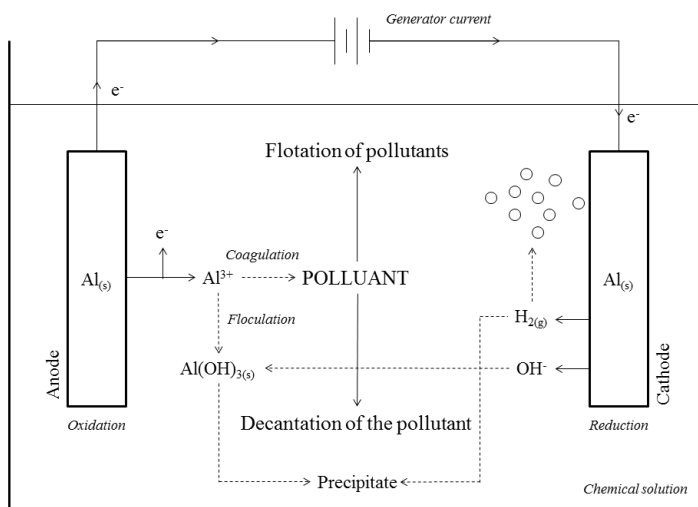 Generator current
e-
e-
Flotation of pollutants
e-
Coagulation
Al(s)
Al3+
POLLUANT
Al(s)
H2(g)
Floculation
Anode
Al(OH)3(s)
OH-
Cathode
Oxidation
Decantation of the pollutant
Reduction
Precipitate
Chemical solution